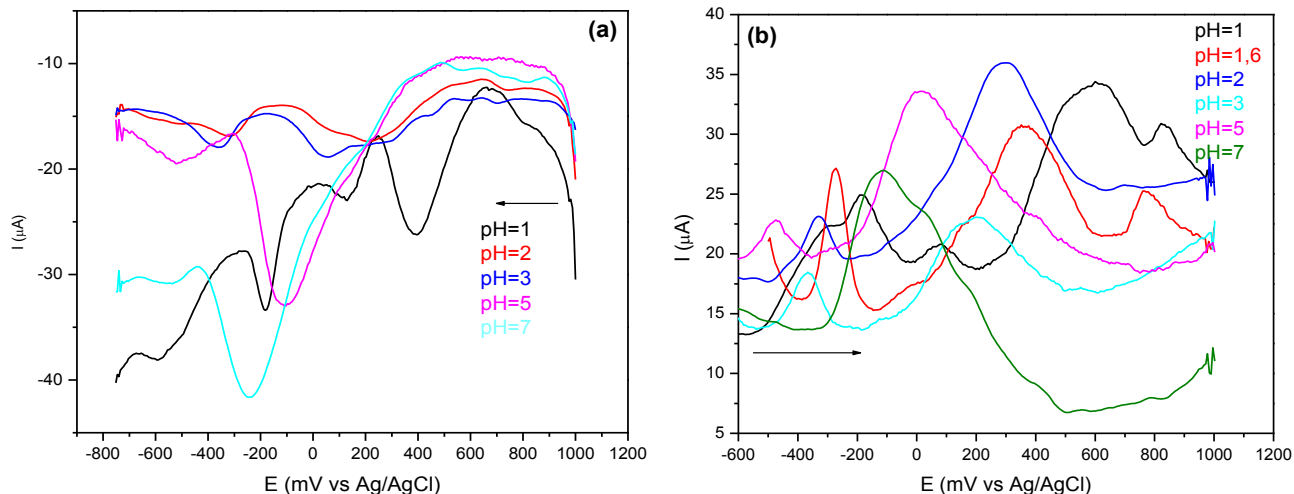 (a)
-10
-20
-30
-40
I (μA)
pH=1
pH=2
pH=3
pH=5
pH=7
-800 -600 -400 -200 0 200 400 600 800 1000 1200
E (mV vs Ag/AgCl)
(b)
40
35
30
25
20
15
10
5
I (μA)
pH=1
pH=1,6
pH=2
pH=3
pH=5
pH=7
-600 -400 -200 0 200 400 600 800 1000 1200
E (mV vs Ag/AgCl)